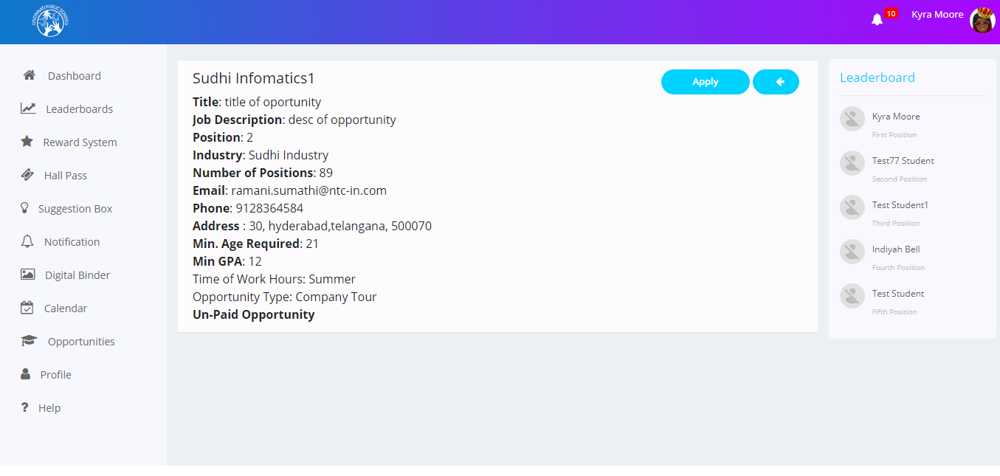 CINCINNATI PUBLIC SCHOOLS
10
Kyra Moore
Dashboard
Leaderboards
Reward System
Hall Pass
Suggestion Box
Notification
Digital Binder
Calendar
Opportunities
Profile
Help
Sudhi Infomatics1
Apply
Title: title of oportunity
Job Description: desc of opportunity
Position: 2
Industry: Sudhi Industry
Number of Positions: 89
Email: ramani.sumathi@ntc-in.com
Phone: 9128364584
Address : 30, hyderabad,telangana, 500070
Min. Age Required: 21
Min GPA: 12
Time of Work Hours: Summer
Opportunity Type: Company Tour
Un-Paid Opportunity
Leaderboard
Kyra Moore
First Position
Test77 Student
Second Position
Test Student1
Third Position
Indiyah Bell
Fourth Position
Test Student
Fifth Position